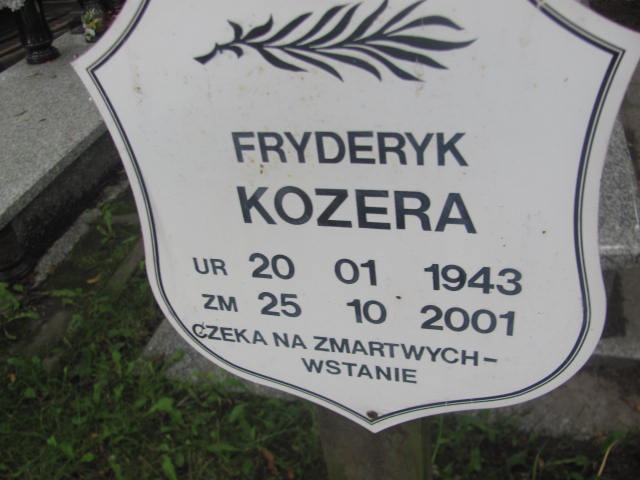 FRYDERYK
KOZERA
UR 20 01 1943
ZM 25 10 2001
CZEKA NA ZMARTWYCH-
WSTANIE